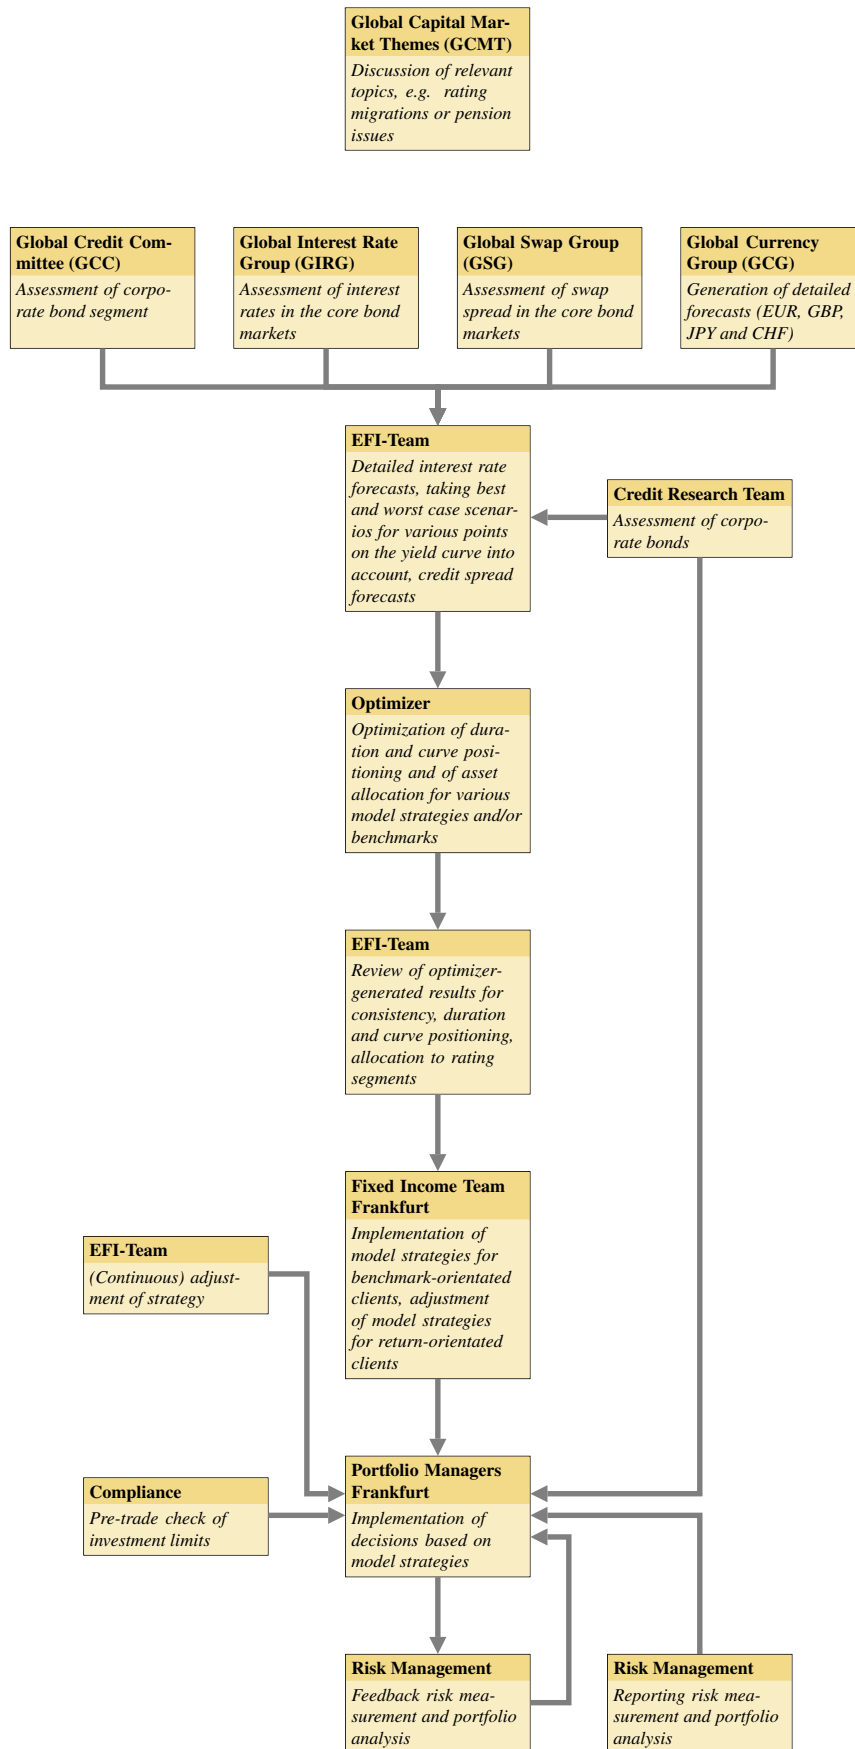 Global Capital Mar-
ket Themes (GCMT)
Discussion of relevant
topics, e.g. rating
migrations or pension
issues
Global Credit Com-
mittee (GCC)
Assessment of corpo-
rate bond segment
Global Interest Rate
Group (GIRG)
Assessment of interest
rates in the core bond
markets
Global Swap Group
(GSG)
Assessment of swap
spread in the core bond
markets
Global Currency
Group (GCG)
Generation of detailed
forecasts (EUR, GBP,
JPY and CHF)
EFI-Team
Detailed interest rate
forecasts, taking best
and worst case scenar-
ios for various points
on the yield curve into
account, credit spread
forecasts
Credit Research Team
Assessment of corpo-
rate bonds
Optimizer
Optimization of dura-
tion and curve posi-
tioning and of asset
allocation for various
model strategies and/or
benchmarks
EFI-Team
Review of optimizer-
generated results for
consistency, duration
and curve positioning,
allocation to rating
segments
Fixed Income Team
Frankfurt
Implementation of
model strategies for
benchmark-orientated
clients, adjustment
of model strategies
for return-orientated
clients
EFI-Team
(Continuous) adjust-
ment of strategy
Portfolio Managers
Frankfurt
Implementation of
decisions based on
model strategies
Compliance
Pre-trade check of
investment limits
Risk Management
Feedback risk mea-
surement and portfolio
analysis
Risk Management
Reporting risk mea-
surement and portfolio
analysis